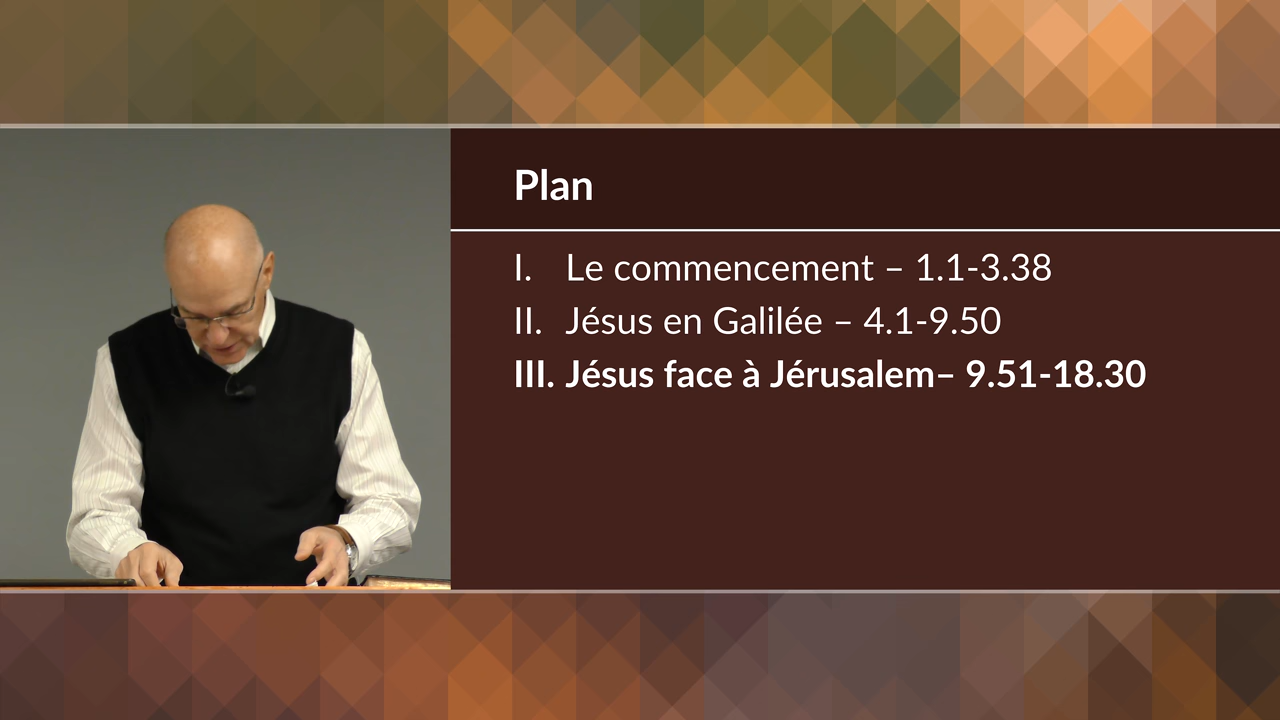 Plan
I. Le commencement – 1.1-3.38
II. Jésus en Galilée – 4.1-9.50
III. Jésus face à Jérusalem– 9.51-18.30